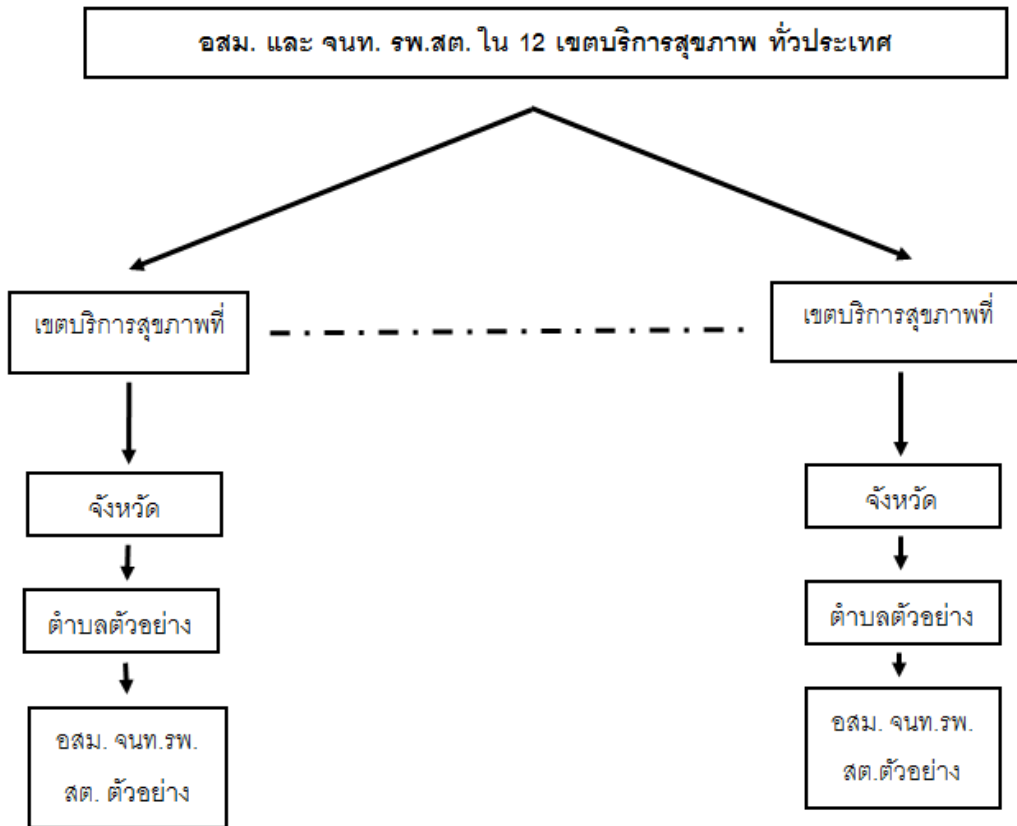 อสม. และ จนท. รพ.สต. ใน 12 เขตบริการสุขภาพ ทั่วประเทศ
เขตบริการสุขภาพที่
เขตบริการสุขภาพที่
จังหวัด
จังหวัด
ตำบลตัวอย่าง
ตำบลตัวอย่าง
อสม. จนท.รพ.
สต. ตัวอย่าง
อสม. จนท.รพ.
สต.ตัวอย่าง